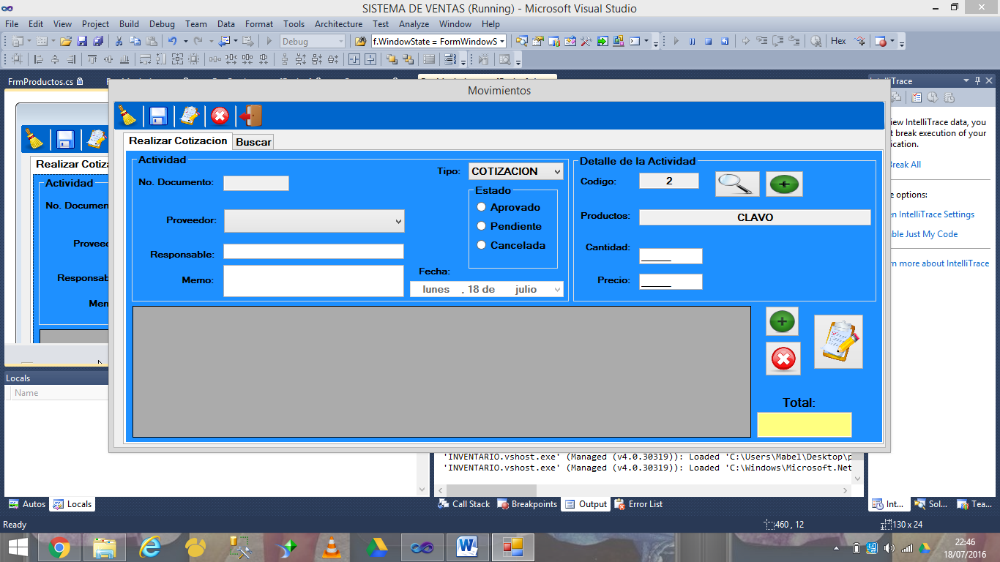 SISTEMA DE VENTAS (Running) - Microsoft Visual Studio
File Edit View Project Build Debug Team Data Format Tools Architecture Test Analyze Window Help
Debug f.WindowState = FormWindowS Hex
FrmProductos.cs
IntelliTrace
Movimientos
Realizar Cotizacion Buscar
Actividad
No. Documento:
Tipo: COTIZACION
Estado
Aprovado
Pendiente
Cancelada
Proveedor:
Responsable:
Memo:
Fecha:
lunes , 18 de julio
Detalle de la Actividad
Codigo: 2
Productos: CLAVO
Cantidad:
Precio:
Total:
Realizar Cotiza
Actividad
No. Documen
Provee
Responsab
Mem
iew IntelliTrace data, you
t break execution of your
ication.
Break All
e options:
n IntelliTrace Settings
ble Just My Code
rn more about IntelliTrace
Locals
Name
'INVENTARIO.vshost.exe' (Managed (v4.0.30319)): Loaded 'C:\Users\Mabel\Desktop\p
'INVENTARIO.vshost.exe' (Managed (v4.0.30319)): Loaded 'C:\Windows\Microsoft.Net
Autos Locals
Call Stack Breakpoints Output Error List
Int... Sol... Tea...
Ready 460 , 12 130 x 24
22:46
18/07/2016